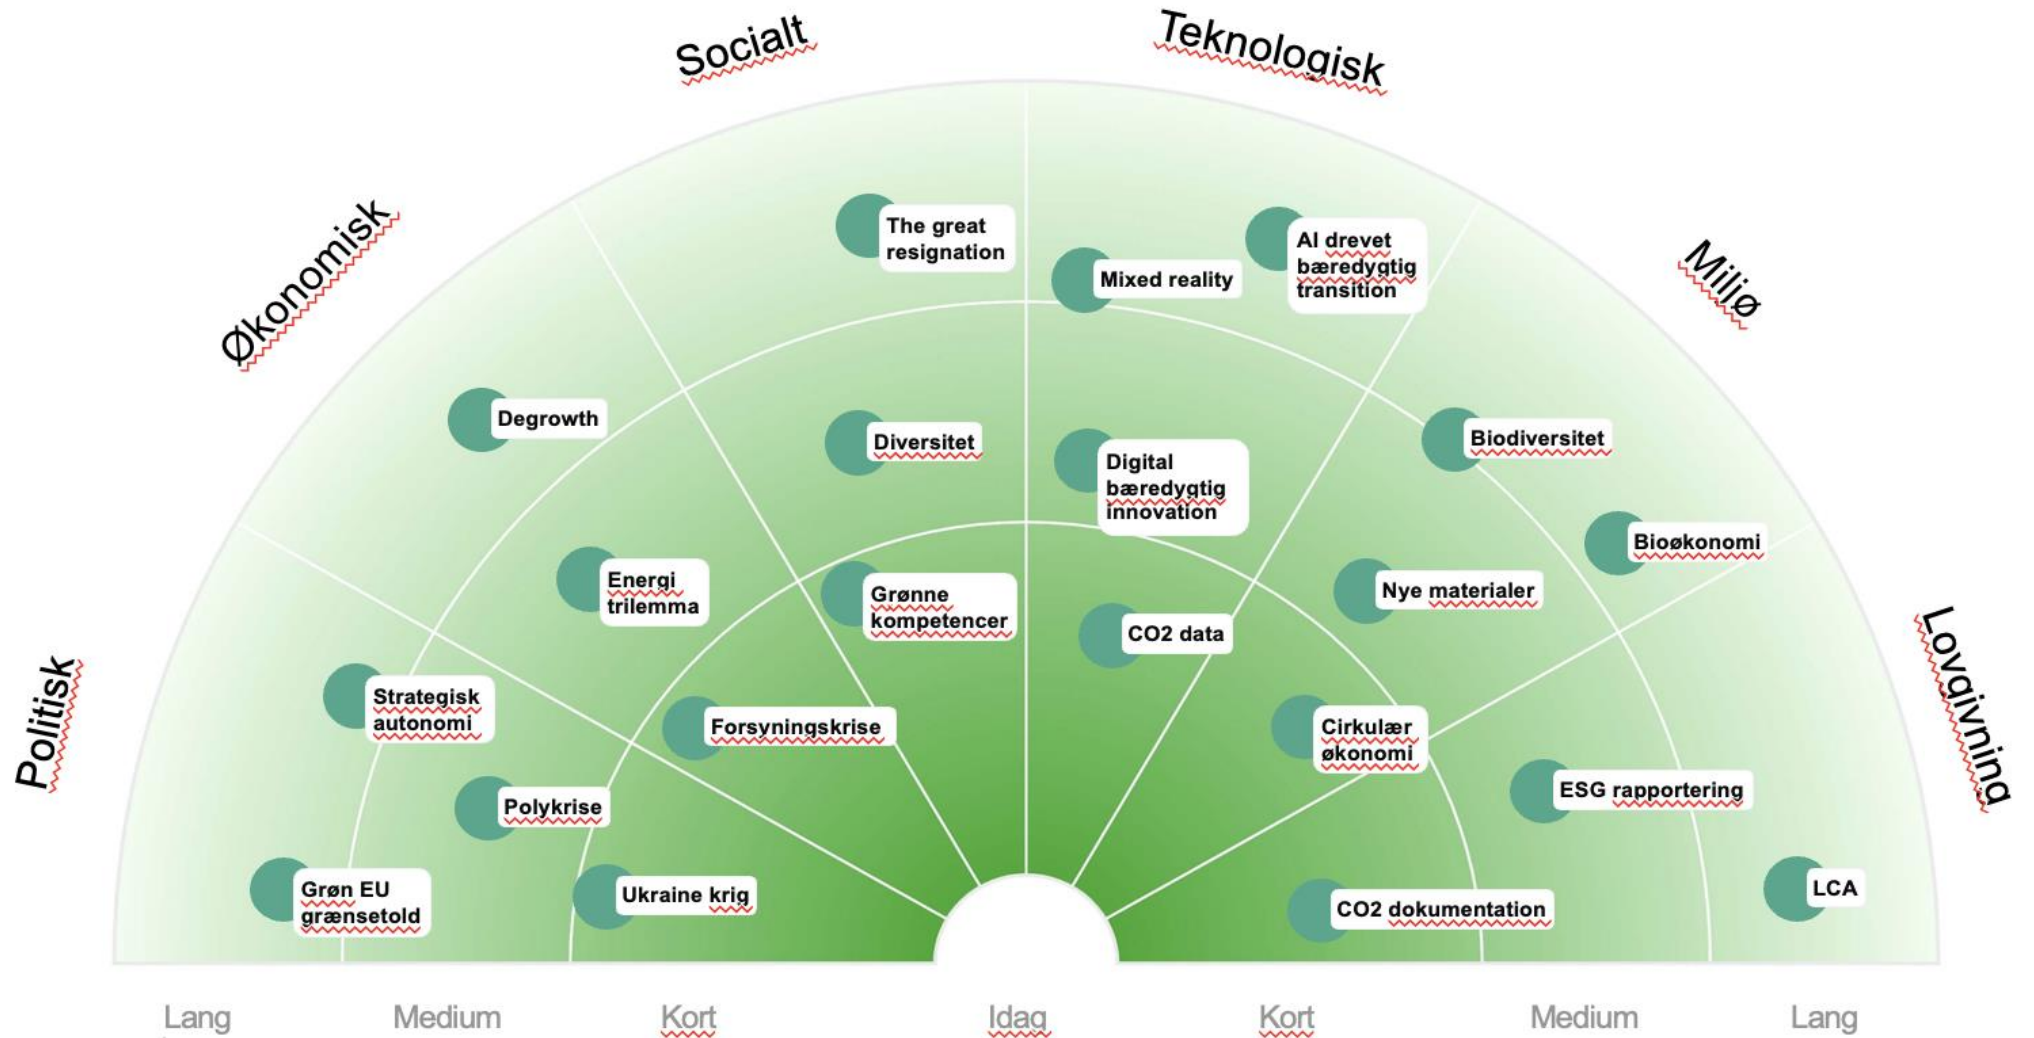 Socialt
Teknologisk
Økonomisk
Miljø
Politisk
Lovgivning
The great
resignation
Mixed reality
AI drevet
bæredygtig
transition
Degrowth
Diversitet
Digital
bæredygtig
innovation
Biodiversitet
Bioøkonomi
Energi
trilemma
Grønne
kompetencer
CO2 data
Nye materialer
Strategisk
autonomi
Forsyningskrise
Cirkulær
økonomi
Polykrise
ESG rapportering
Grøn EU
grænsetold
Ukraine krig
CO2 dokumentation
LCA
Lang
Medium
Kort
Idag
Kort
Medium
Lang